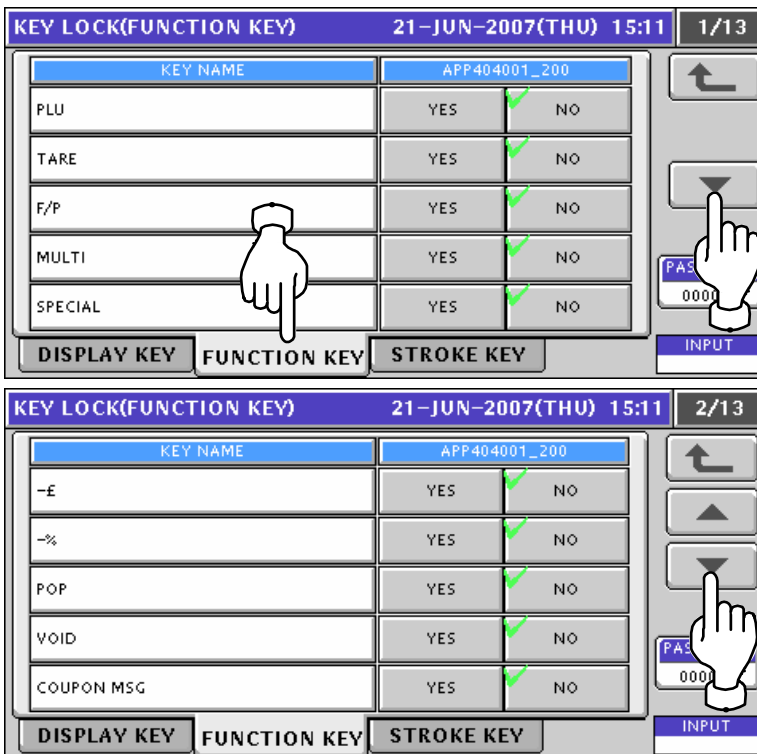 KEY LOCK(FUNCTION KEY) 21-JUN-2007(THU) 15:11 1/13
KEY NAME APP404001_200
PLU YES NO
TARE YES NO
F/P YES NO
MULTI YES NO
SPECIAL YES NO
DISPLAY KEY FUNCTION KEY STROKE KEY
INPUT
KEY LOCK(FUNCTION KEY) 21-JUN-2007(THU) 15:11 2/13
KEY NAME APP404001_200
-£ YES NO
-% YES NO
POP YES NO
VOID YES NO
COUPON MSG YES NO
DISPLAY KEY FUNCTION KEY STROKE KEY
INPUT